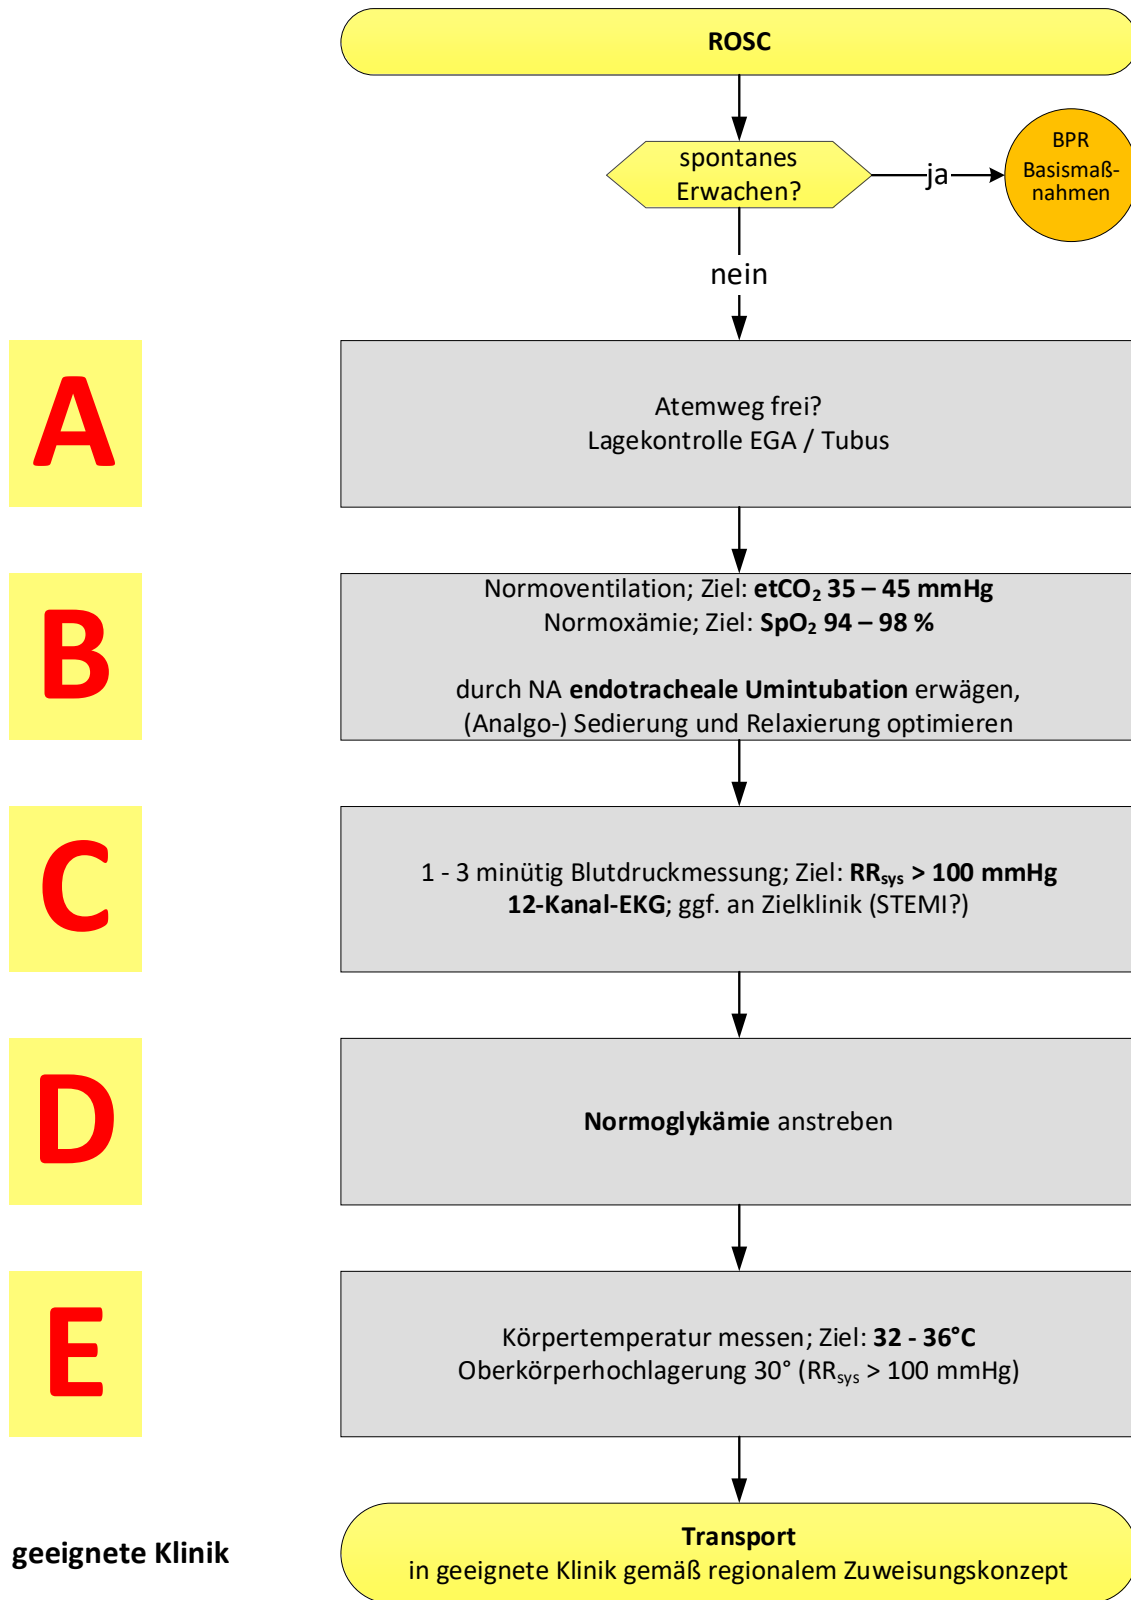 ROSC
spontanes
Erwachen?
ja
BPR
Basismaß-
nahmen
nein
A
Atemweg frei?
Lagekontrolle EGA / Tubus
B
Normoventilation; Ziel: etCO₂ 35 – 45 mmHg
Normoxämie; Ziel: SpO₂ 94 – 98 %
durch NA endotracheale Umintubation erwägen,
(Analgo-) Sedierung und Relaxierung optimieren
C
1 - 3 minütig Blutdruckmessung; Ziel: RRsys > 100 mmHg
12-Kanal-EKG; ggf. an Zielklinik (STEMI?)
D
Normoglykämie anstreben
E
Körpertemperatur messen; Ziel: 32 - 36°C
Oberkörperhochlagerung 30° (RRsys > 100 mmHg)
geeignete Klinik
Transport
in geeignete Klinik gemäß regionalem Zuweisungskonzept